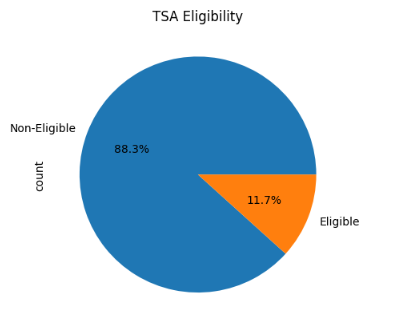 TSA Eligibility
Non-Eligible
88.3%
count
11.7%
Eligible